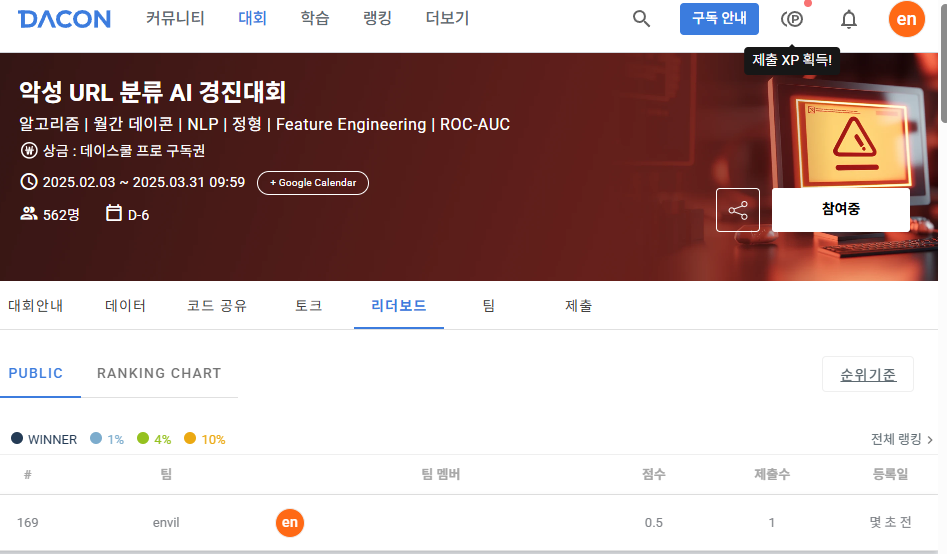 DACON 커뮤니티 대회 학습 랭킹 더보기 구독 안내 P en
제출 XP 획득!
악성 URL 분류 AI 경진대회
알고리즘 | 월간 데이콘 | NLP | 정형 | Feature Engineering | ROC-AUC
₩ 상금 : 데이스쿨 프로 구독권
2025.02.03 ~ 2025.03.31 09:59 + Google Calendar
562명 D-6
참여중
대회안내 데이터 코드 공유 토크 리더보드 팀 제출
PUBLIC RANKING CHART 순위기준
WINNER 1% 4% 10% 전체 랭킹 >
# 팀 팀 멤버 점수 제출수 등록일
169 envil en 0.5 1 몇 초 전